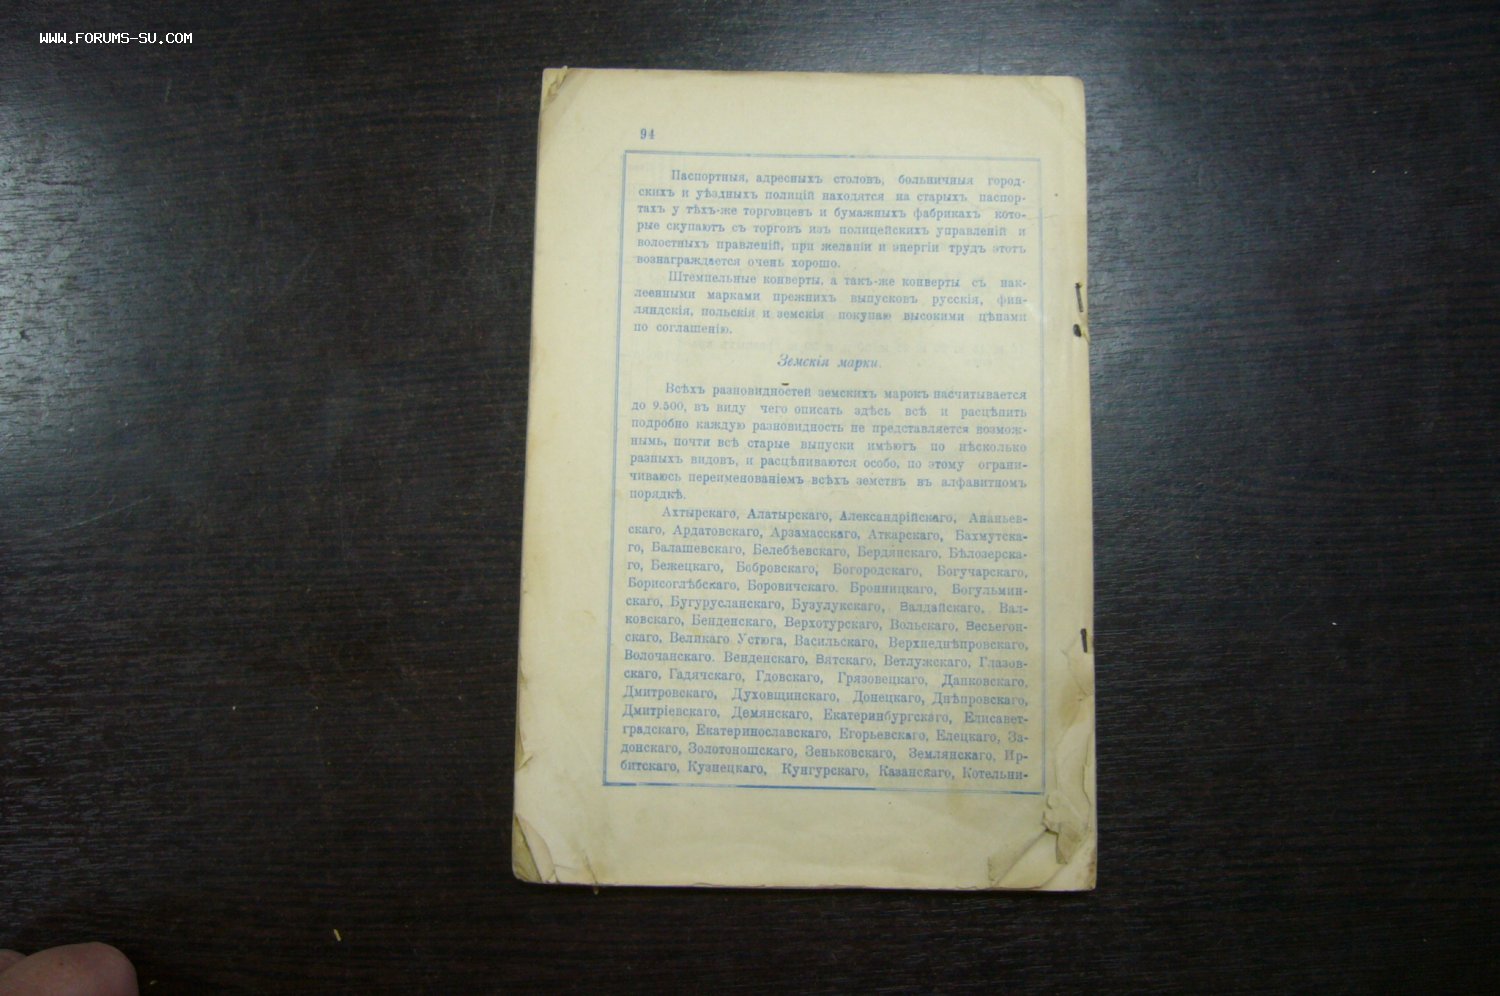 WWW.FORUMS-SU.COM
94
Паспортныя, адресныхъ столовъ, больничныя город-
скихъ и уѣздныхъ полицій находятся на старыхъ паспор-
тахъ у тѣхъ-же торговцевъ и бумажныхъ фабрикахъ кото-
рые скупаютъ съ торговъ изъ полицейскихъ управленій и
волостныхъ правленій, при желаніи и энергіи трудъ этотъ
вознаграждается очень хорошо.
Штемпельные конверты, а такъ-же конверты съ нак-
леенными марками прежнихъ выпусковъ русскія, фин-
ляндскія, польскія и земскія покупаю высокими цѣнами
по соглашенію.
Земскія марки.
Всѣхъ разновидностей земскихъ марокъ насчитывается
до 9.500, въ виду чего описать здѣсь всѣ и расцѣнить
подробно каждую разновидность не представляется возмож-
нымъ, почти всѣ старые выпуски имѣютъ по нѣсколько
разныхъ видовъ, и расцѣниваются особо, по этому ограни-
чиваюсь переименованіемъ всѣхъ земствъ въ алфавитномъ
порядкѣ.
Ахтырскаго, Алатырскаго, Александрійскаго, Ананьев-
скаго, Ардатовскаго, Арзамасскаго, Аткарскаго, Бахмутска-
го, Балашевскаго, Белебѣевскаго, Бердянскаго, Бѣлозерска-
го, Бежецкаго, Бобровскаго, Богородскаго, Богучарскаго,
Борисоглѣбскаго, Боровичскаго. Бронницкаго, Богульмин-
скаго, Бугурусланскаго, Бузулукскаго, Валдайскаго, Вал-
ковскаго, Бенденскаго, Верхотурскаго, Вольскаго, Весьегон-
скаго, Великаго Устюга, Васильскаго, Верхнеднѣпровскаго,
Волочанскаго. Венденскаго, Вятскаго, Ветлужскаго, Глазов-
скаго, Гадячскаго, Гдовскаго, Грязовецкаго, Данковскаго,
Дмитровскаго, Духовщинскаго, Донецкаго, Днѣпровскаго,
Дмитріевскаго, Демянскаго, Екатеринбургскаго, Елисавет-
градскаго, Екатеринославскаго, Егорьевскаго, Елецкаго, За-
донскаго, Золотоношскаго, Зеньковскаго, Землянскаго, Ир-
битскаго, Кузнецкаго, Кунгурскаго, Казанскаго, Котельни-